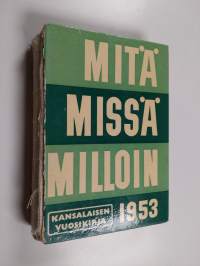 MITÄ
MISSÄ
MILLOIN
KANSALAISEN
VUOSIKIRJA
1953